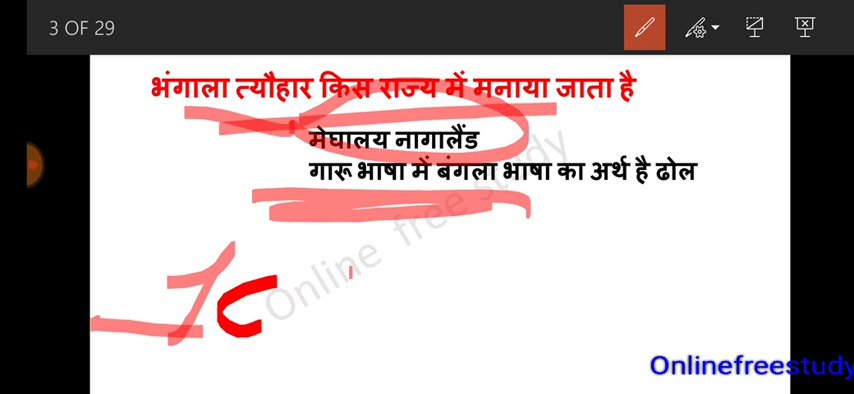 3 OF 29
भंगाला त्यौहार किस राज्य में मनाया जाता है
मेघालय नागालैंड
गारू भाषा में बंगला भाषा का अर्थ है ढोल
Online free study
Onlinefreestudy